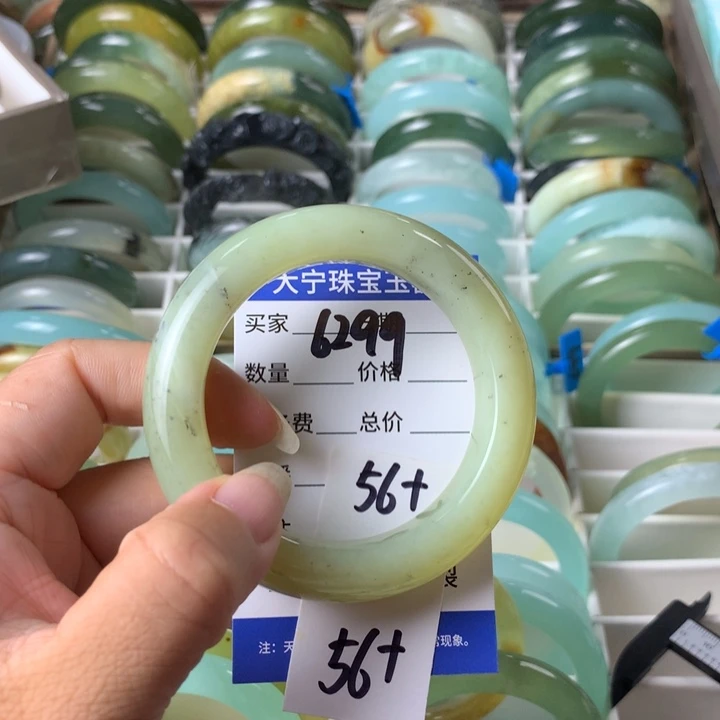 大宁珠宝玉
买家 6299
数量 价格
费 总价
56+
注：天 现象。
56+